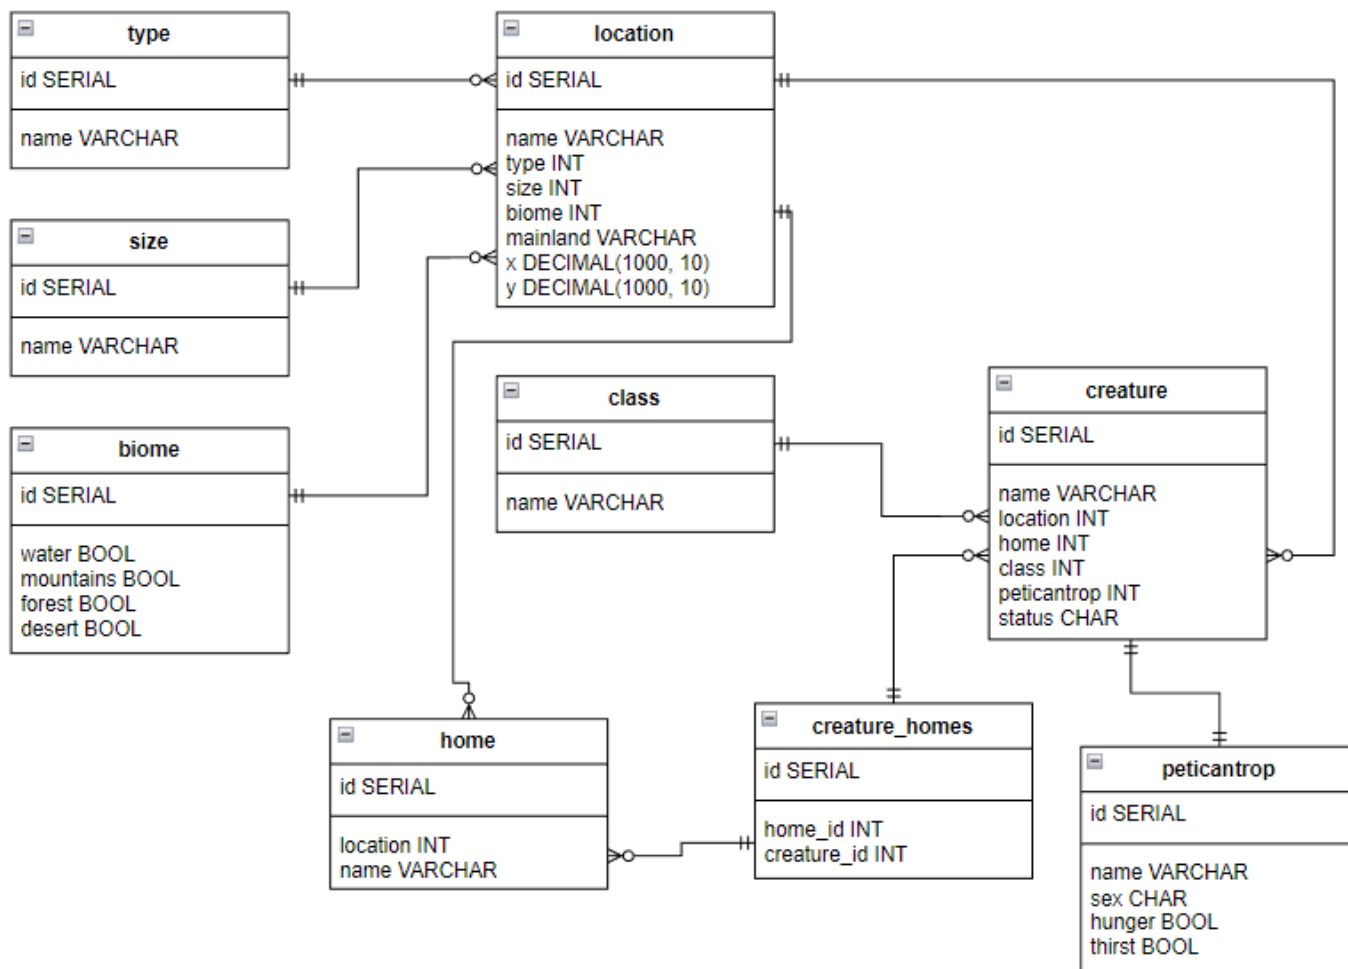 type
id SERIAL
name VARCHAR
location
id SERIAL
name VARCHAR
type INT
size INT
biome INT
mainland VARCHAR
x DECIMAL(1000, 10)
y DECIMAL(1000, 10)
size
id SERIAL
name VARCHAR
class
id SERIAL
name VARCHAR
creature
id SERIAL
name VARCHAR
location INT
home INT
class INT
peticantrop INT
status CHAR
biome
id SERIAL
water BOOL
mountains BOOL
forest BOOL
desert BOOL
home
id SERIAL
location INT
name VARCHAR
creature_homes
id SERIAL
home_id INT
creature_id INT
peticantrop
id SERIAL
name VARCHAR
sex CHAR
hunger BOOL
thirst BOOL